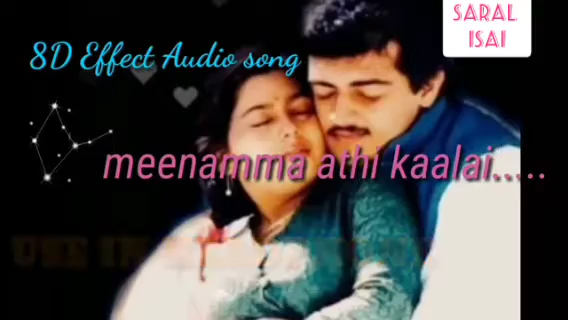 SARAL
ISAI
8D Effect Audio song
meenamma athi kaalai.....